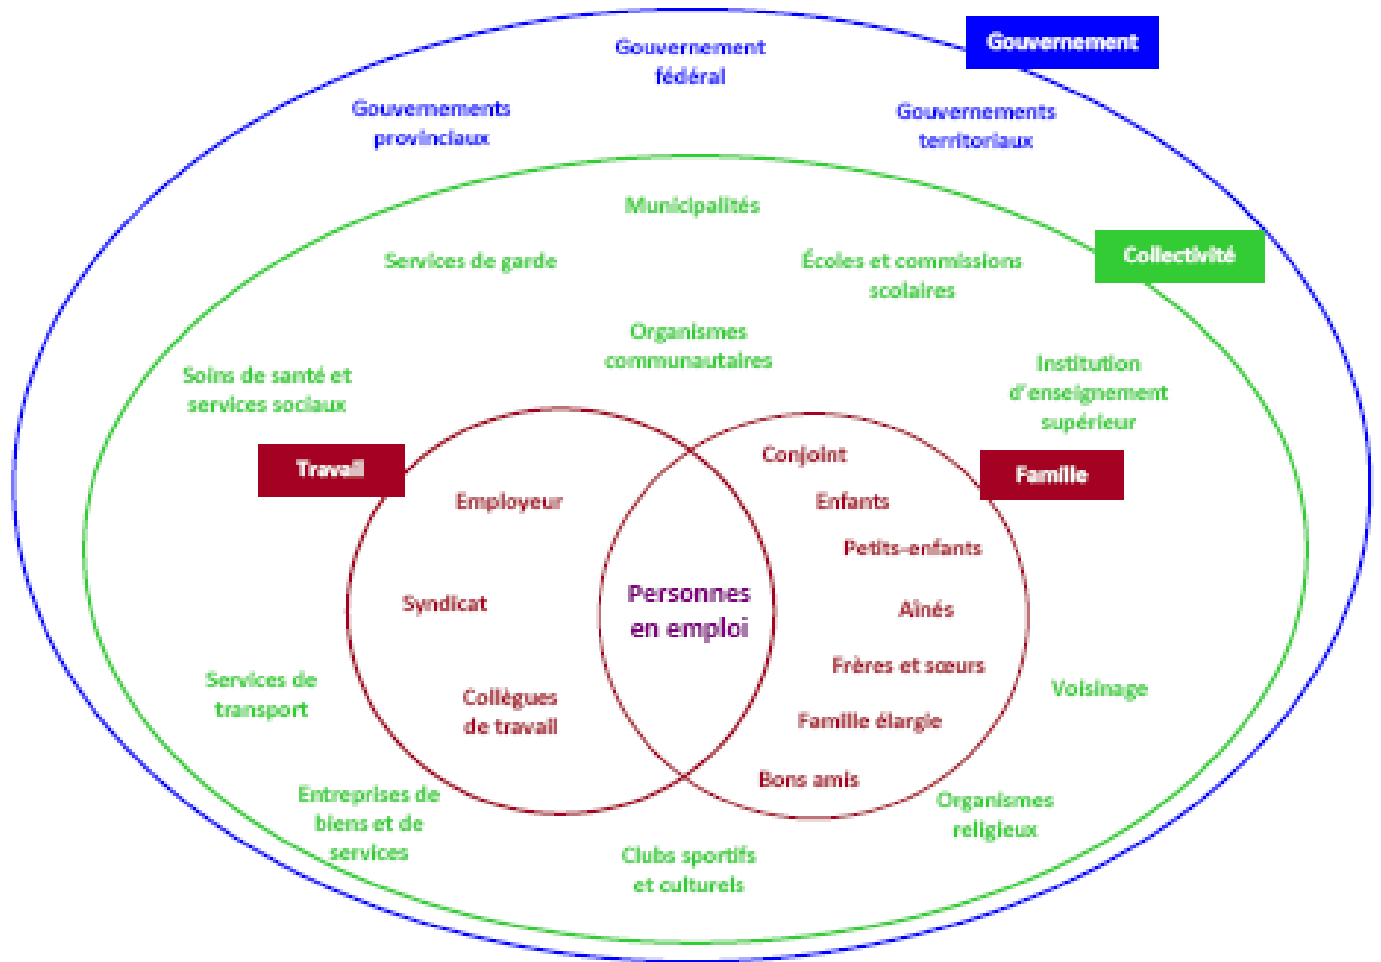 Gouvernement
Gouvernement
fédéral
Gouvernements
provinciaux
Gouvernements
territoriaux
Municipalités
Collectivité
Services de garde
Écoles et commissions
scolaires
Organismes
communautaires
Soins de santé et
services sociaux
Institution
d'enseignement
supérieur
Travail
Famille
Employeur
Syndicat
Collègues
de travail
Personnes
en emploi
Conjoint
Enfants
Petits-enfants
Aînés
Frères et sœurs
Famille élargie
Bons amis
Services de
transport
Voisinage
Entreprises de
biens et de
services
Organismes
religieux
Clubs sportifs
et culturels